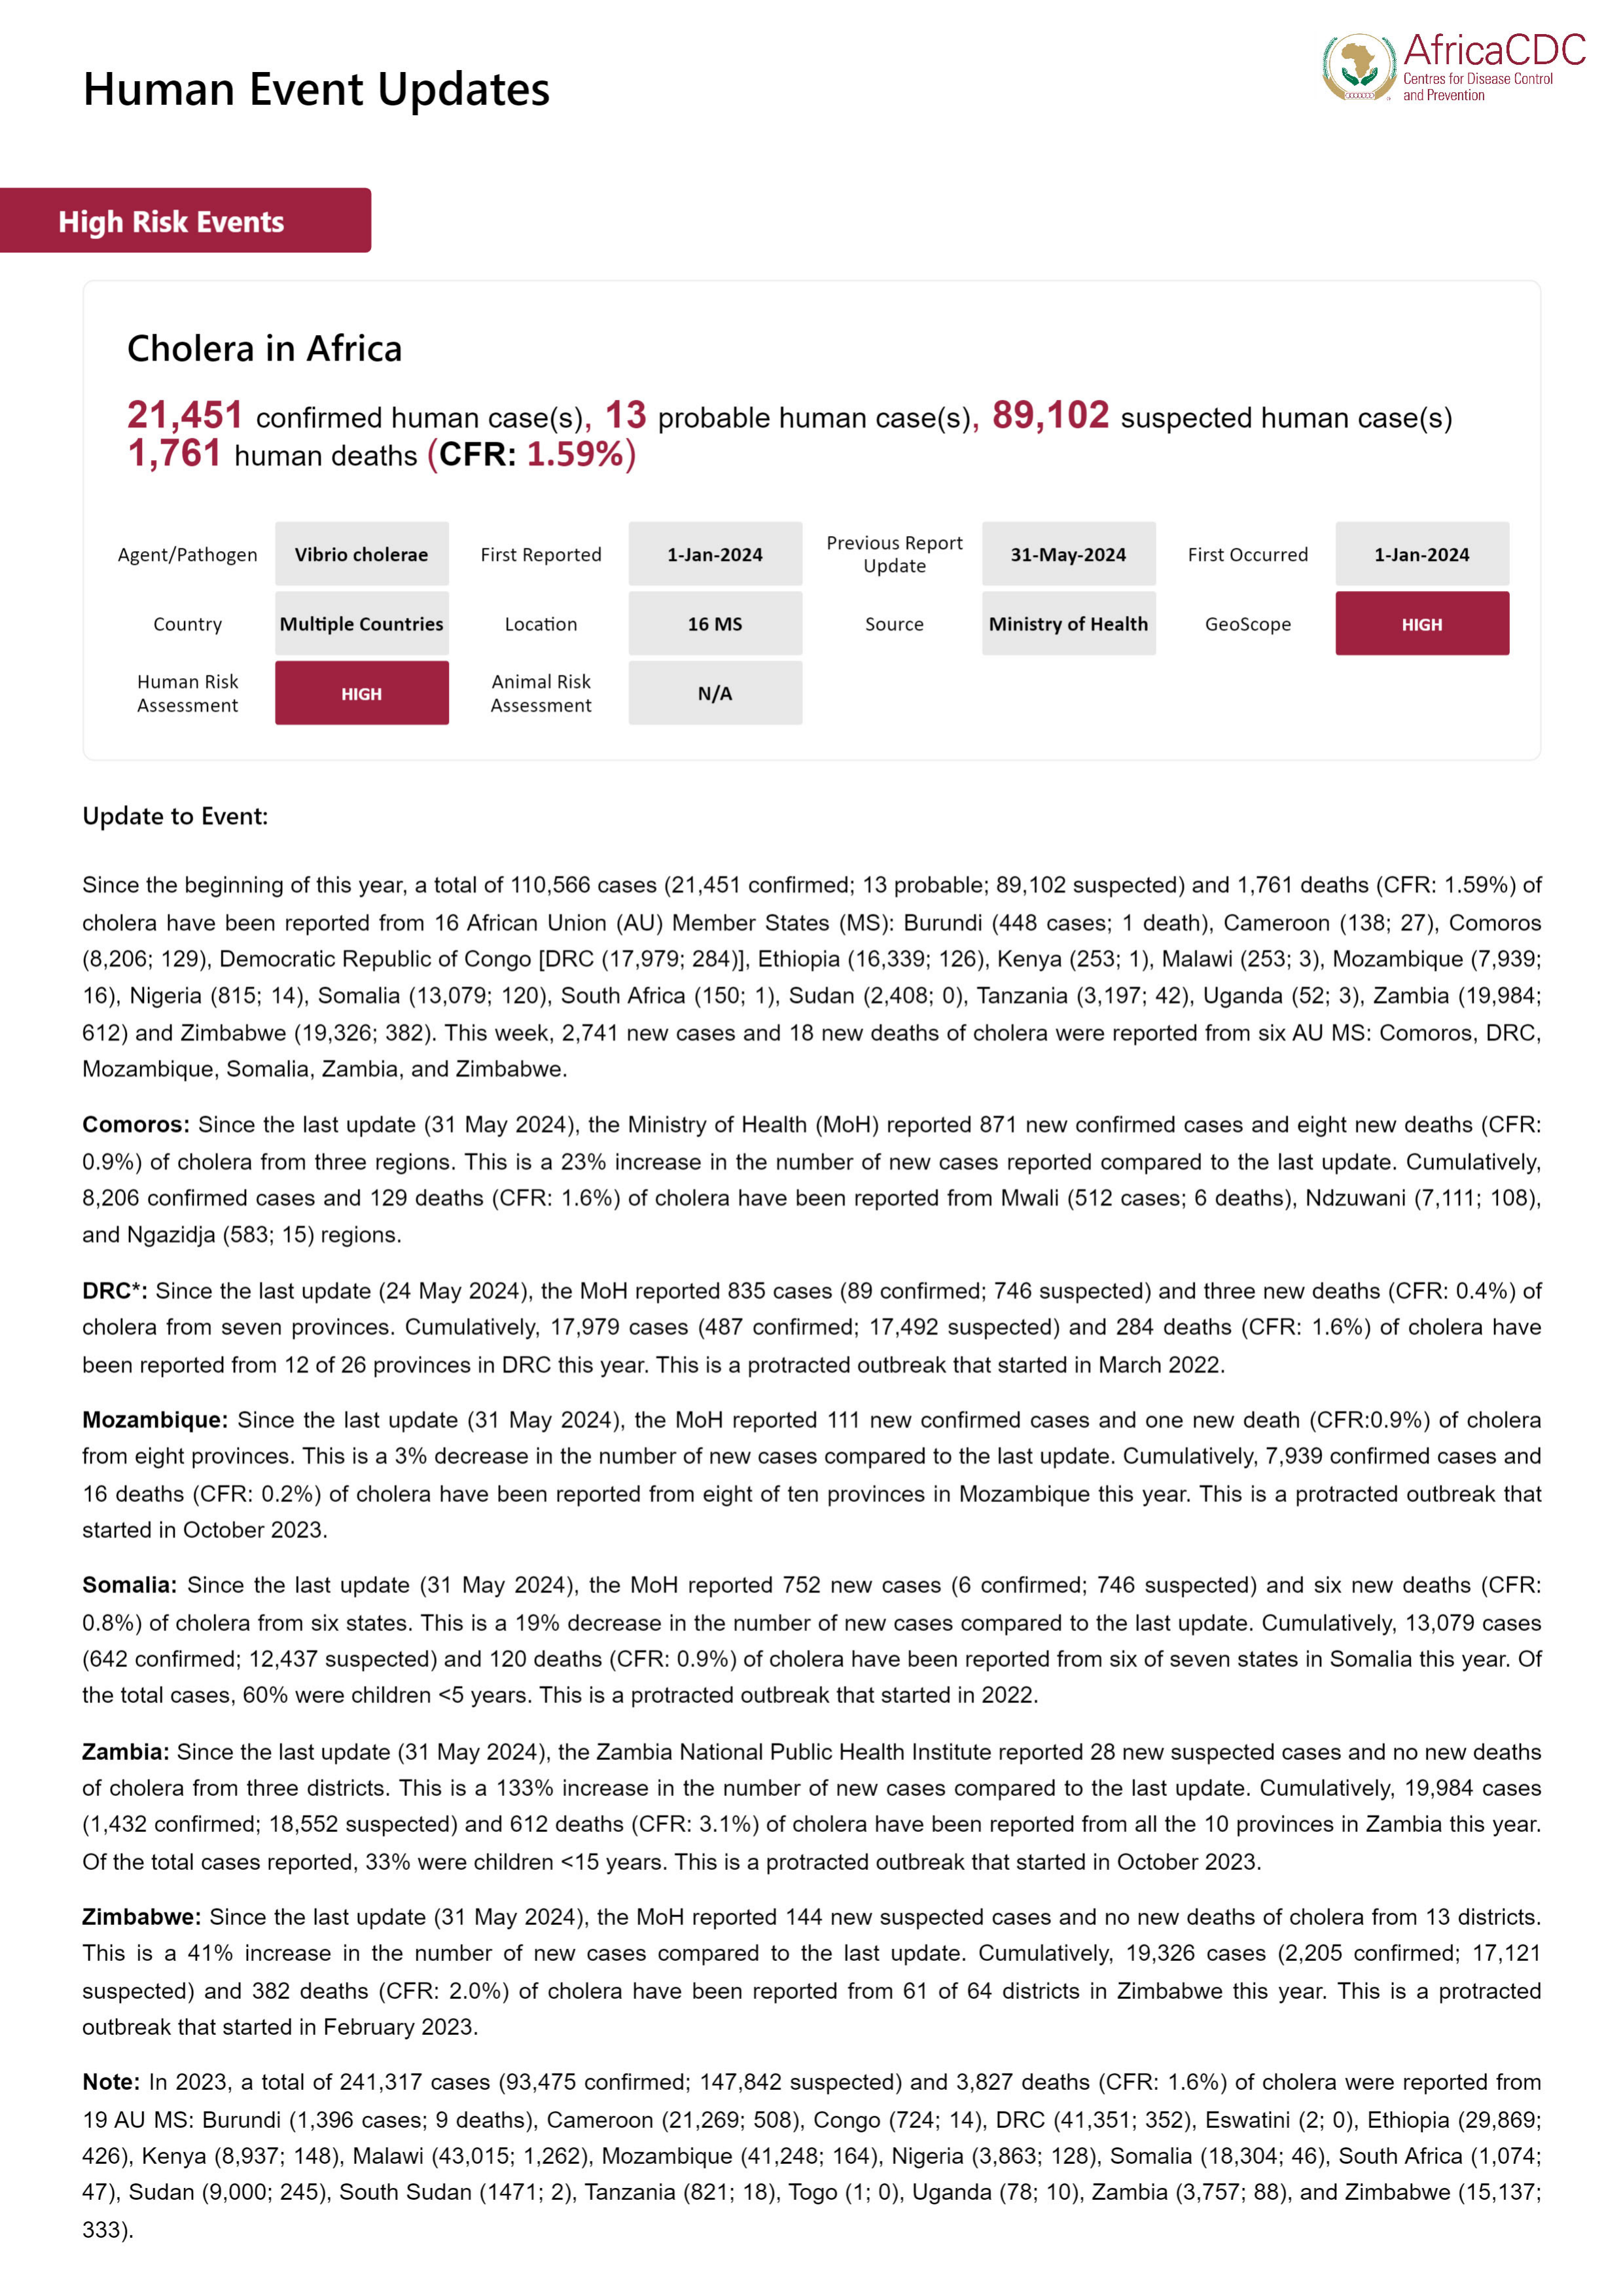 AfricaCDC
Centres for Disease Control
and Prevention
Human Event Updates
High Risk Events
Cholera in Africa
21,451 confirmed human case(s), 13 probable human case(s), 89,102 suspected human case(s)
1,761 human deaths (CFR: 1.59%)
Agent/Pathogen Vibrio cholerae First Reported 1-Jan-2024 Previous Report Update 31-May-2024 First Occurred 1-Jan-2024
Country Multiple Countries Location 16 MS Source Ministry of Health GeoScope HIGH
Human Risk Assessment HIGH Animal Risk Assessment N/A
Update to Event:
Since the beginning of this year, a total of 110,566 cases (21,451 confirmed; 13 probable; 89,102 suspected) and 1,761 deaths (CFR: 1.59%) of
cholera have been reported from 16 African Union (AU) Member States (MS): Burundi (448 cases; 1 death), Cameroon (138; 27), Comoros
(8,206; 129), Democratic Republic of Congo [DRC (17,979; 284)], Ethiopia (16,339; 126), Kenya (253; 1), Malawi (253; 3), Mozambique (7,939;
16), Nigeria (815; 14), Somalia (13,079; 120), South Africa (150; 1), Sudan (2,408; 0), Tanzania (3,197; 42), Uganda (52; 3), Zambia (19,984;
612) and Zimbabwe (19,326; 382). This week, 2,741 new cases and 18 new deaths of cholera were reported from six AU MS: Comoros, DRC,
Mozambique, Somalia, Zambia, and Zimbabwe.
Comoros: Since the last update (31 May 2024), the Ministry of Health (MoH) reported 871 new confirmed cases and eight new deaths (CFR:
0.9%) of cholera from three regions. This is a 23% increase in the number of new cases reported compared to the last update. Cumulatively,
8,206 confirmed cases and 129 deaths (CFR: 1.6%) of cholera have been reported from Mwali (512 cases; 6 deaths), Ndzuwani (7,111; 108),
and Ngazidja (583; 15) regions.
DRC*: Since the last update (24 May 2024), the MoH reported 835 cases (89 confirmed; 746 suspected) and three new deaths (CFR: 0.4%) of
cholera from seven provinces. Cumulatively, 17,979 cases (487 confirmed; 17,492 suspected) and 284 deaths (CFR: 1.6%) of cholera have
been reported from 12 of 26 provinces in DRC this year. This is a protracted outbreak that started in March 2022.
Mozambique: Since the last update (31 May 2024), the MoH reported 111 new confirmed cases and one new death (CFR:0.9%) of cholera
from eight provinces. This is a 3% decrease in the number of new cases compared to the last update. Cumulatively, 7,939 confirmed cases and
16 deaths (CFR: 0.2%) of cholera have been reported from eight of ten provinces in Mozambique this year. This is a protracted outbreak that
started in October 2023.
Somalia: Since the last update (31 May 2024), the MoH reported 752 new cases (6 confirmed; 746 suspected) and six new deaths (CFR:
0.8%) of cholera from six states. This is a 19% decrease in the number of new cases compared to the last update. Cumulatively, 13,079 cases
(642 confirmed; 12,437 suspected) and 120 deaths (CFR: 0.9%) of cholera have been reported from six of seven states in Somalia this year. Of
the total cases, 60% were children <5 years. This is a protracted outbreak that started in 2022.
Zambia: Since the last update (31 May 2024), the Zambia National Public Health Institute reported 28 new suspected cases and no new deaths
of cholera from three districts. This is a 133% increase in the number of new cases compared to the last update. Cumulatively, 19,984 cases
(1,432 confirmed; 18,552 suspected) and 612 deaths (CFR: 3.1%) of cholera have been reported from all the 10 provinces in Zambia this year.
Of the total cases reported, 33% were children <15 years. This is a protracted outbreak that started in October 2023.
Zimbabwe: Since the last update (31 May 2024), the MoH reported 144 new suspected cases and no new deaths of cholera from 13 districts.
This is a 41% increase in the number of new cases compared to the last update. Cumulatively, 19,326 cases (2,205 confirmed; 17,121
suspected) and 382 deaths (CFR: 2.0%) of cholera have been reported from 61 of 64 districts in Zimbabwe this year. This is a protracted
outbreak that started in February 2023.
Note: In 2023, a total of 241,317 cases (93,475 confirmed; 147,842 suspected) and 3,827 deaths (CFR: 1.6%) of cholera were reported from
19 AU MS: Burundi (1,396 cases; 9 deaths), Cameroon (21,269; 508), Congo (724; 14), DRC (41,351; 352), Eswatini (2; 0), Ethiopia (29,869;
426), Kenya (8,937; 148), Malawi (43,015; 1,262), Mozambique (41,248; 164), Nigeria (3,863; 128), Somalia (18,304; 46), South Africa (1,074;
47), Sudan (9,000; 245), South Sudan (1471; 2), Tanzania (821; 18), Togo (1; 0), Uganda (78; 10), Zambia (3,757; 88), and Zimbabwe (15,137;
333).